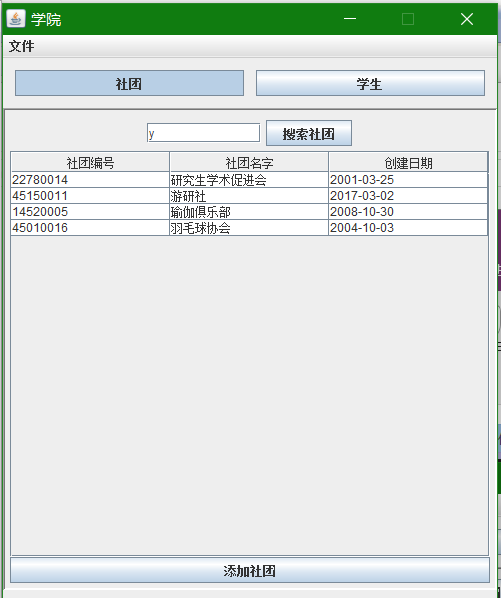 学院
文件
社团 学生
y 搜索社团
社团编号 社团名字 创建日期
22780014 研究生学术促进会 2001-03-25
45150011 游研社 2017-03-02
14520005 瑜伽俱乐部 2008-10-30
45010016 羽毛球协会 2004-10-03
添加社团